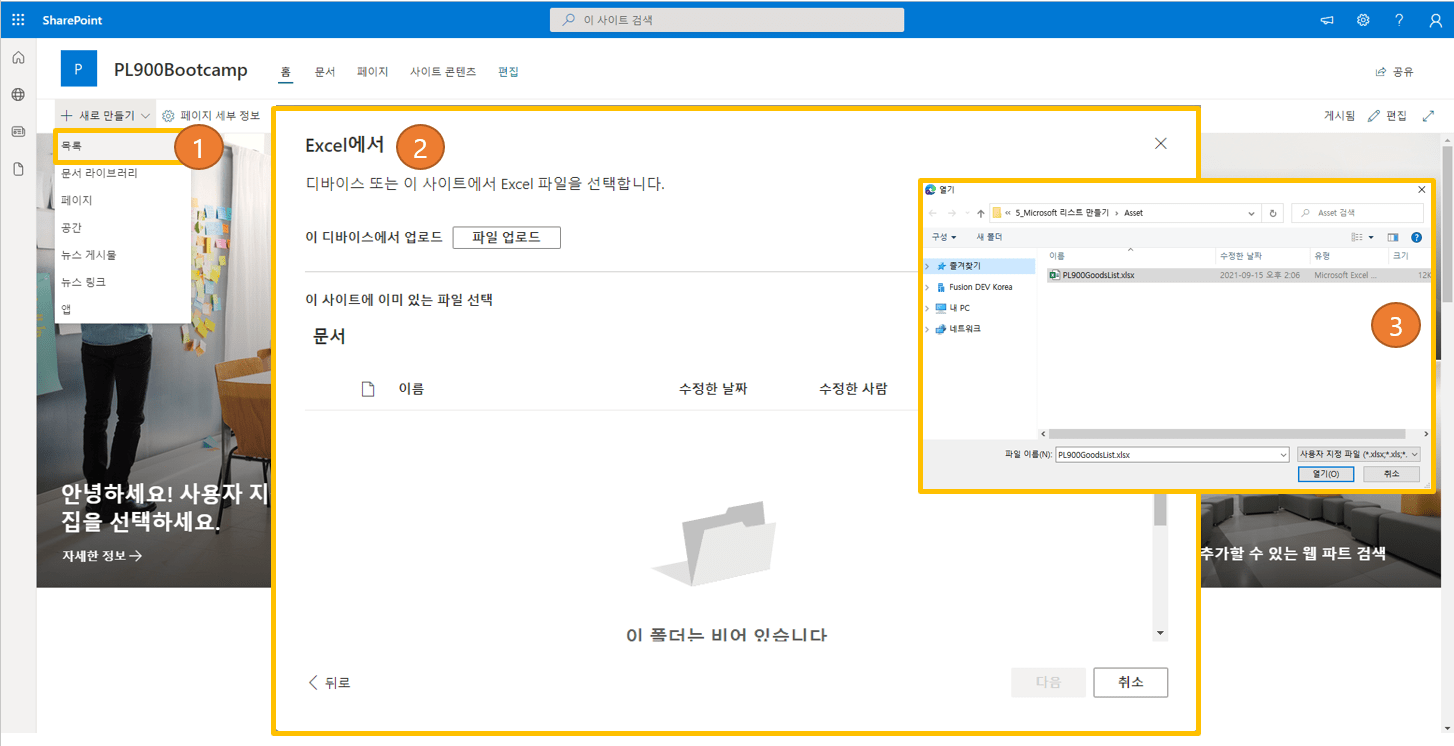 SharePoint
이 사이트 검색
?
P
PL900Bootcamp
홈 문서 페이지 사이트 콘텐츠 편집
공유
+ 새로 만들기
페이지 세부 정보
게시됨 편집
목록
문서 라이브러리
페이지
공간
뉴스 게시물
뉴스 링크
앱
1
안녕하세요! 사용자 지
집을 선택하세요.
자세한 정보 →
Excel에서
2
디바이스 또는 이 사이트에서 Excel 파일을 선택합니다.
이 디바이스에서 업로드 파일 업로드
이 사이트에 이미 있는 파일 선택
문서
이름 수정한 날짜 수정한 사람
이 폴더는 비어 있습니다
뒤로
다음 취소
열기
« 5_Microsoft 리스트 만들기 › Asset
Asset 검색
구성 새 폴더
이름 수정한 날짜 유형 크기
즐겨찾기
Fusion DEV Korea
내 PC
네트워크
PL900GoodsList.xlsx 2021-09-15 오후 2:06 Microsoft Excel ... 12K
3
파일 이름(N): PL900GoodsList.xlsx 사용자 지정 파일 (*.xlsx;*.xls;*.
열기(O) 취소
추가할 수 있는 웹 파트 검색